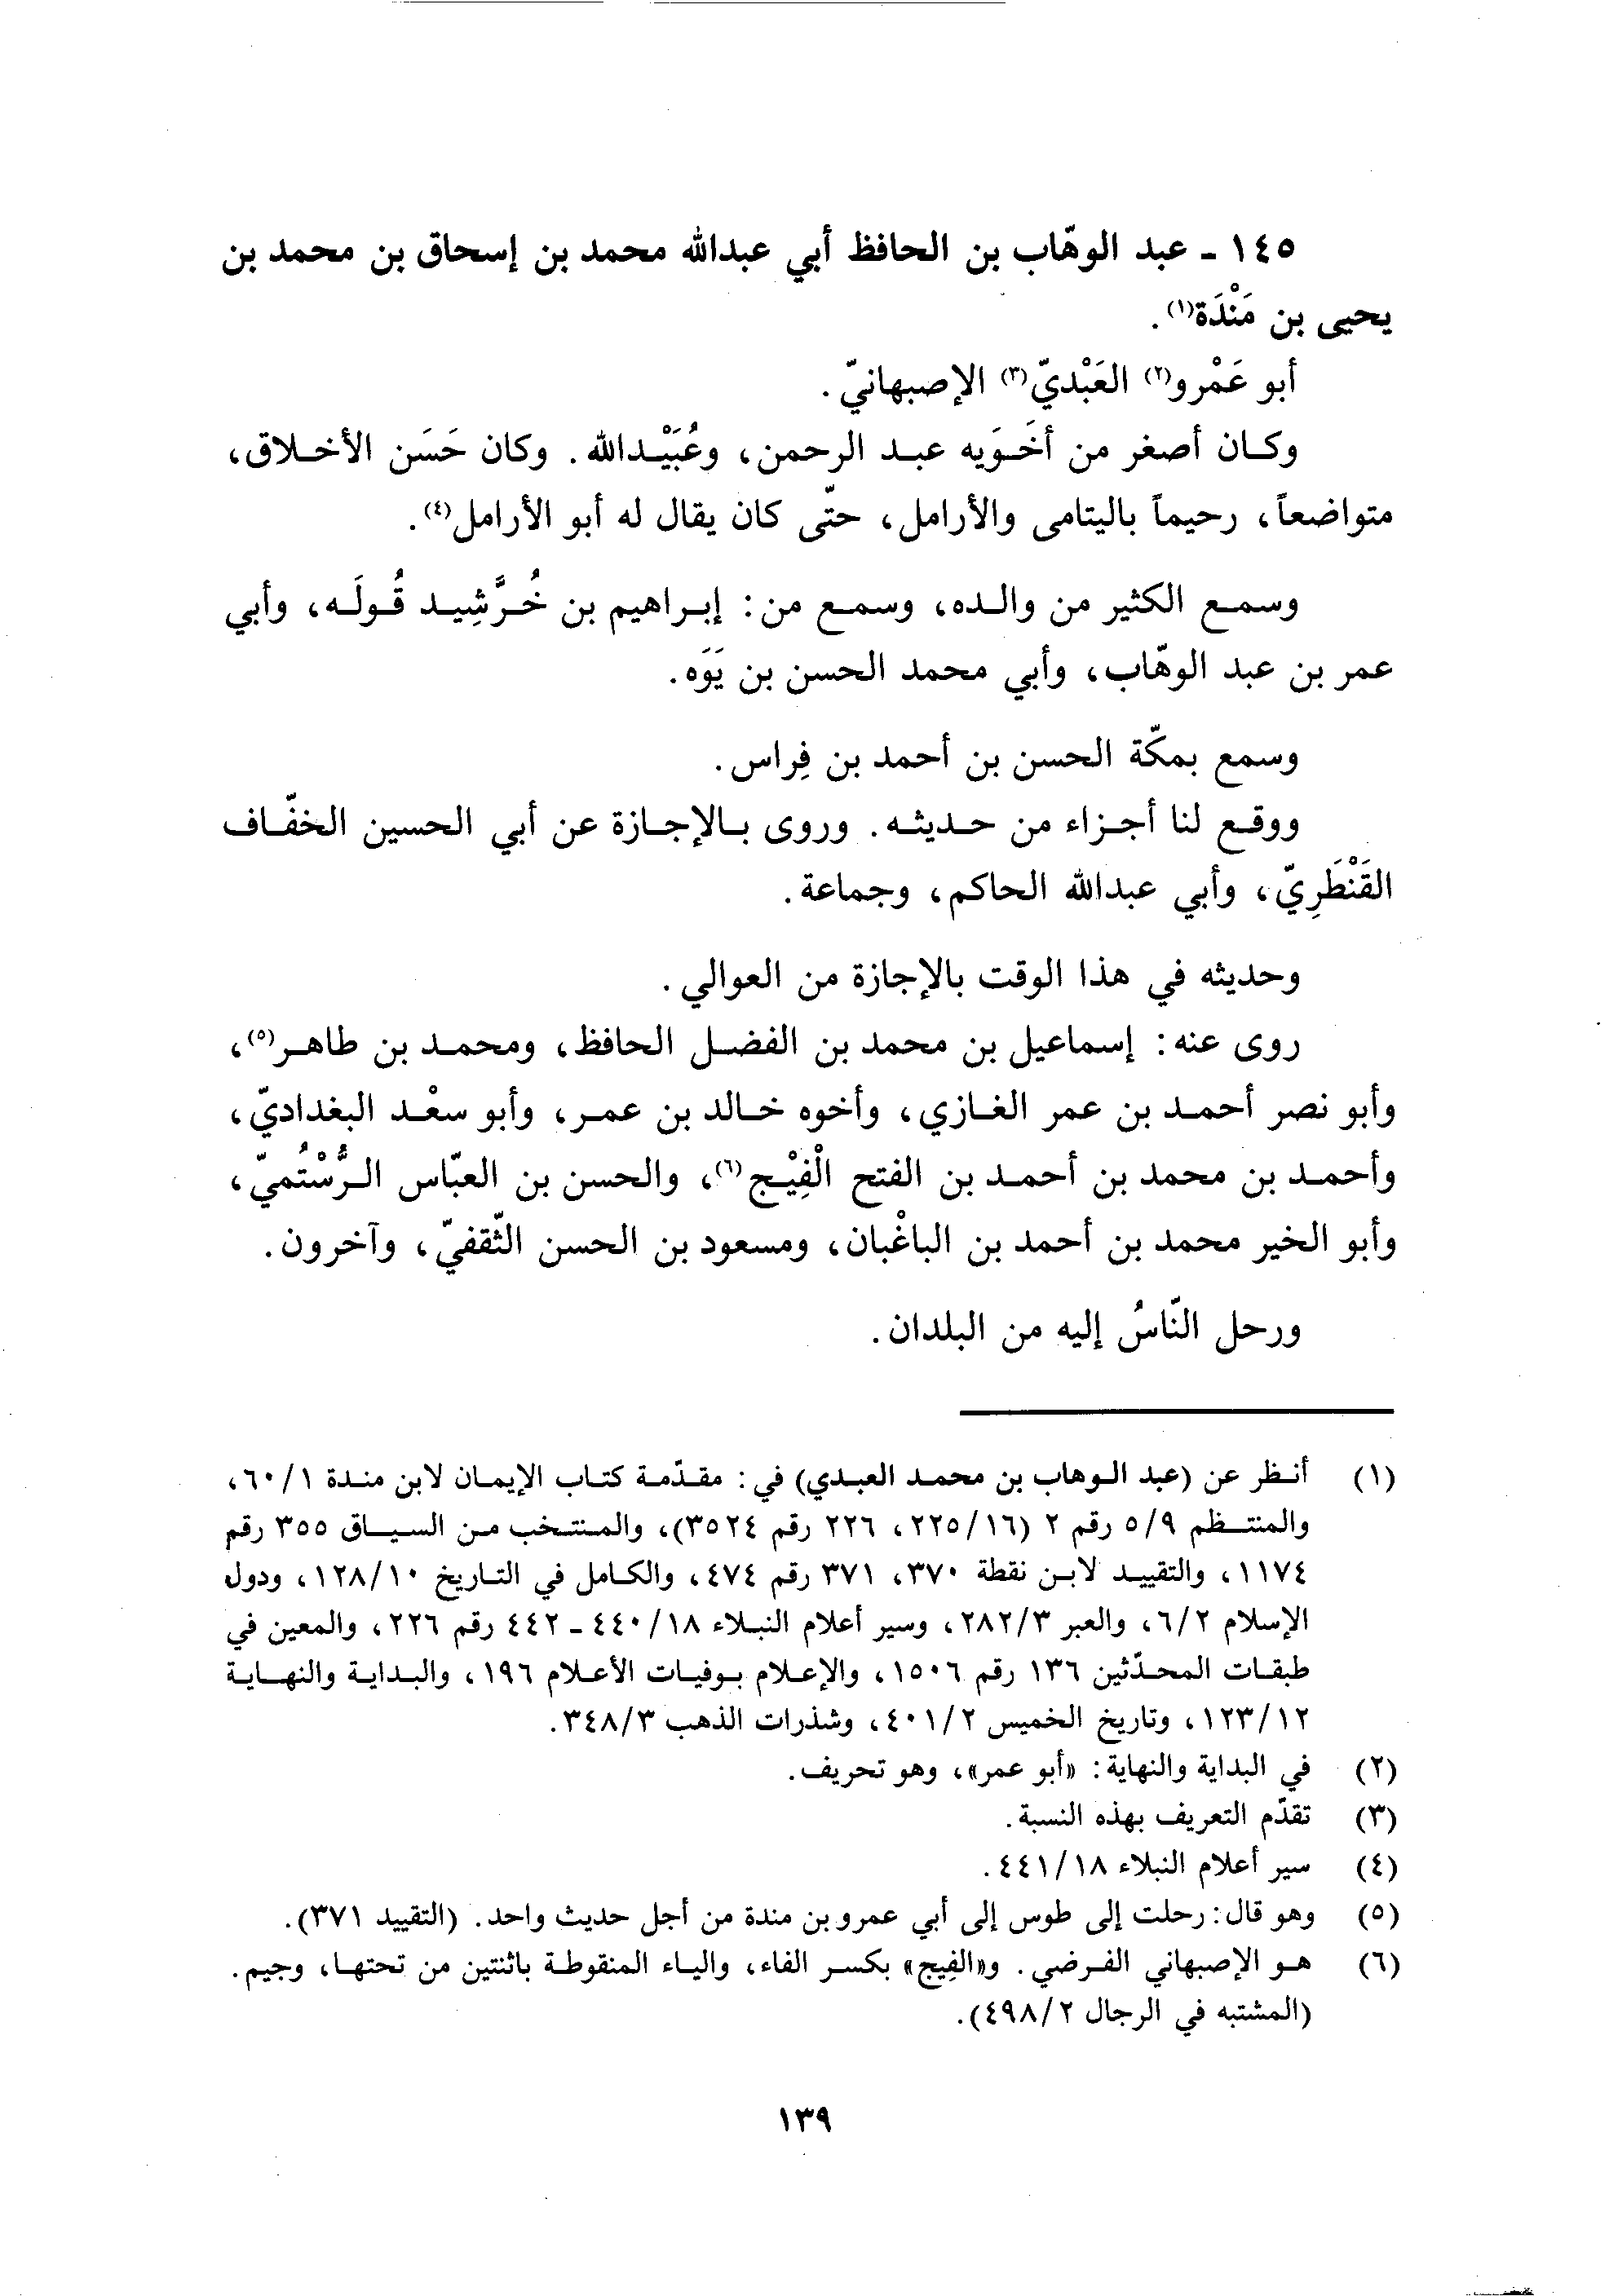 ١٤٥ - عبد الوهّاب بن الحافظ أبي عبدالله محمد بن إسحاق بن محمد بن
يحيى بن مَنْدَة(١).
أبو عَمْرو(٢) العَبْديّ(٣) الإصبهانيّ.
وكان أصغر من أخَوَيه عبد الرحمن، وعُبَيْدالله. وكان حَسَن الأخلاق،
متواضعاً، رحيماً باليتامى والأرامل، حتّى كان يقال له أبو الأرامل(٤).
وسمع الكثير من والده، وسمع من: إبراهيم بن خُرَّشِيد قُولَه، وأبي
عمر بن عبد الوهّاب، وأبي محمد الحسن بن يَوَه.
وسمع بمكّة الحسن بن أحمد بن فِراس.
ووقع لنا أجزاء من حديثه. وروى بالإجازة عن أبي الحسين الخفّاف
القَنْطَرِيّ، وأبي عبدالله الحاكم، وجماعة.
وحديثه في هذا الوقت بالإجازة من العوالي.
روى عنه: إسماعيل بن محمد بن الفضل الحافظ، ومحمد بن طاهر(٥)،
وأبو نصر أحمد بن عمر الغازي، وأخوه خالد بن عمر، وأبو سعْد البغداديّ،
وأحمد بن محمد بن أحمد بن الفتح الْفِيْج(٦)، والحسن بن العبّاس الرُّسْتُميّ،
وأبو الخير محمد بن أحمد بن الباغْبان، ومسعود بن الحسن الثّقفيّ، وآخرون.
ورحل النّاسُ إليه من البلدان.
(١) أنظر عن (عبد الوهاب بن محمد العبدي) في: مقدّمة كتاب الإيمان لابن مندة ٦٠/١،
والمنتظم ٥/٩ رقم ٢ (٢٢٥/١٦، ٢٢٦ رقم ٣٥٢٤)، والمنتخب من السياق ٣٥٥ رقم
١١٧٤، والتقييد لابن نقطة ٣٧٠، ٣٧١ رقم ٤٧٤، والكامل في التاريخ ١٢٨/١٠، ودول
الإسلام ٦/٢، والعبر ٢٨٢/٣، وسير أعلام النبلاء ٤٤٠/١٨ - ٤٤٢ رقم ٢٢٦، والمعين في
طبقات المحدّثين ١٣٦ رقم ١٥٠٦، والإعلام بوفيات الأعلام ١٩٦، والبداية والنهاية
١٢٣/١٢، وتاريخ الخميس ٤٠١/٢، وشذرات الذهب ٣٤٨/٣.
(٢) في البداية والنهاية: «أبو عمر»، وهو تحريف.
(٣) تقدّم التعريف بهذه النسبة.
(٤) سير أعلام النبلاء ٤٤١/١٨.
(٥) وهو قال: رحلت إلى طوس إلى أبي عمرو بن مندة من أجل حديث واحد. (التقييد ٣٧١).
(٦) هو الإصبهاني الفرضي. و«الفِيج» بكسر الفاء، والياء المنقوطة باثنتين من تحتها، وجيم.
(المشتبه في الرجال ٤٩٨/٢).
١٣٩